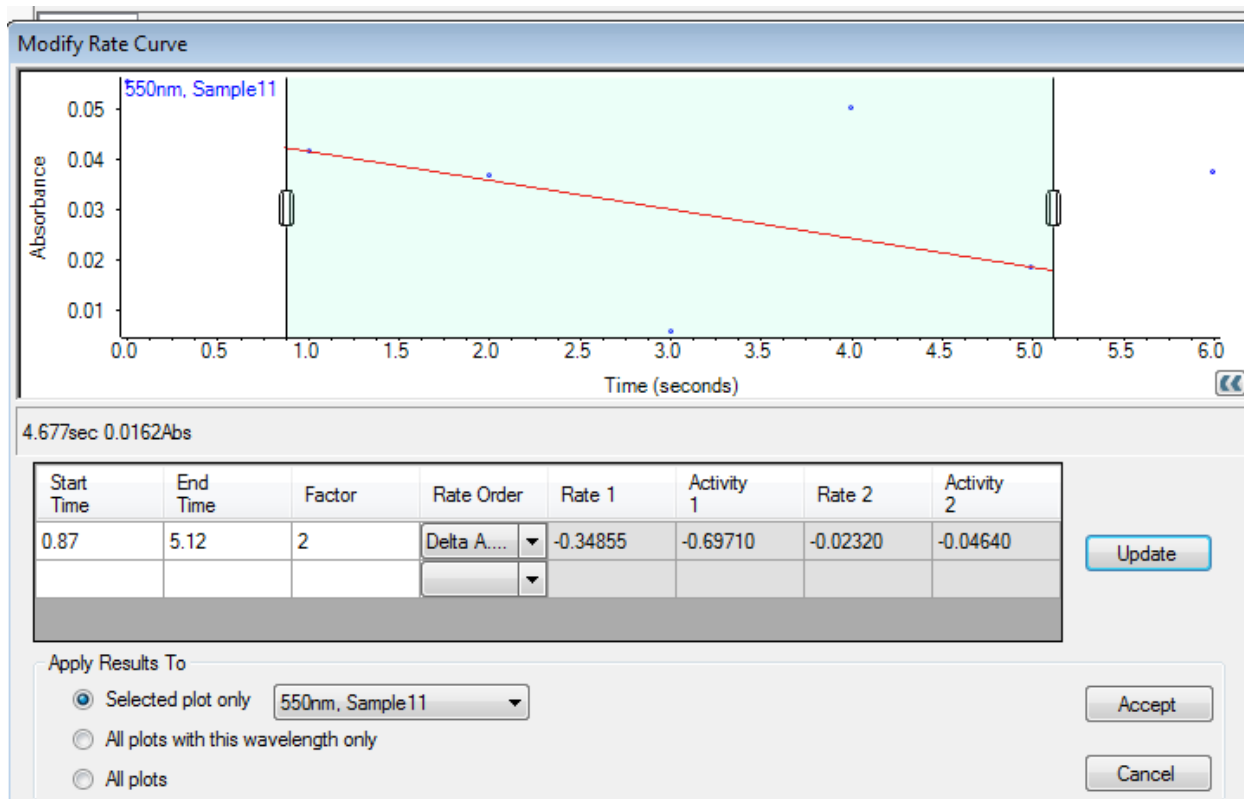 Modify Rate Curve
550nm, Sample11
0.05
0.04
0.03
0.02
0.01
Absorbance
0.0 0.5 1.0 1.5 2.0 2.5 3.0 3.5 4.0 4.5 5.0 5.5 6.0
Time (seconds)
4.677sec 0.0162Abs
Start Time End Time Factor Rate Order Rate 1 Activity 1 Rate 2 Activity 2
0.87 5.12 2 Delta A.... -0.34855 -0.69710 -0.02320 -0.04640
Update
Apply Results To
Selected plot only 550nm, Sample11
Accept
All plots with this wavelength only
All plots
Cancel